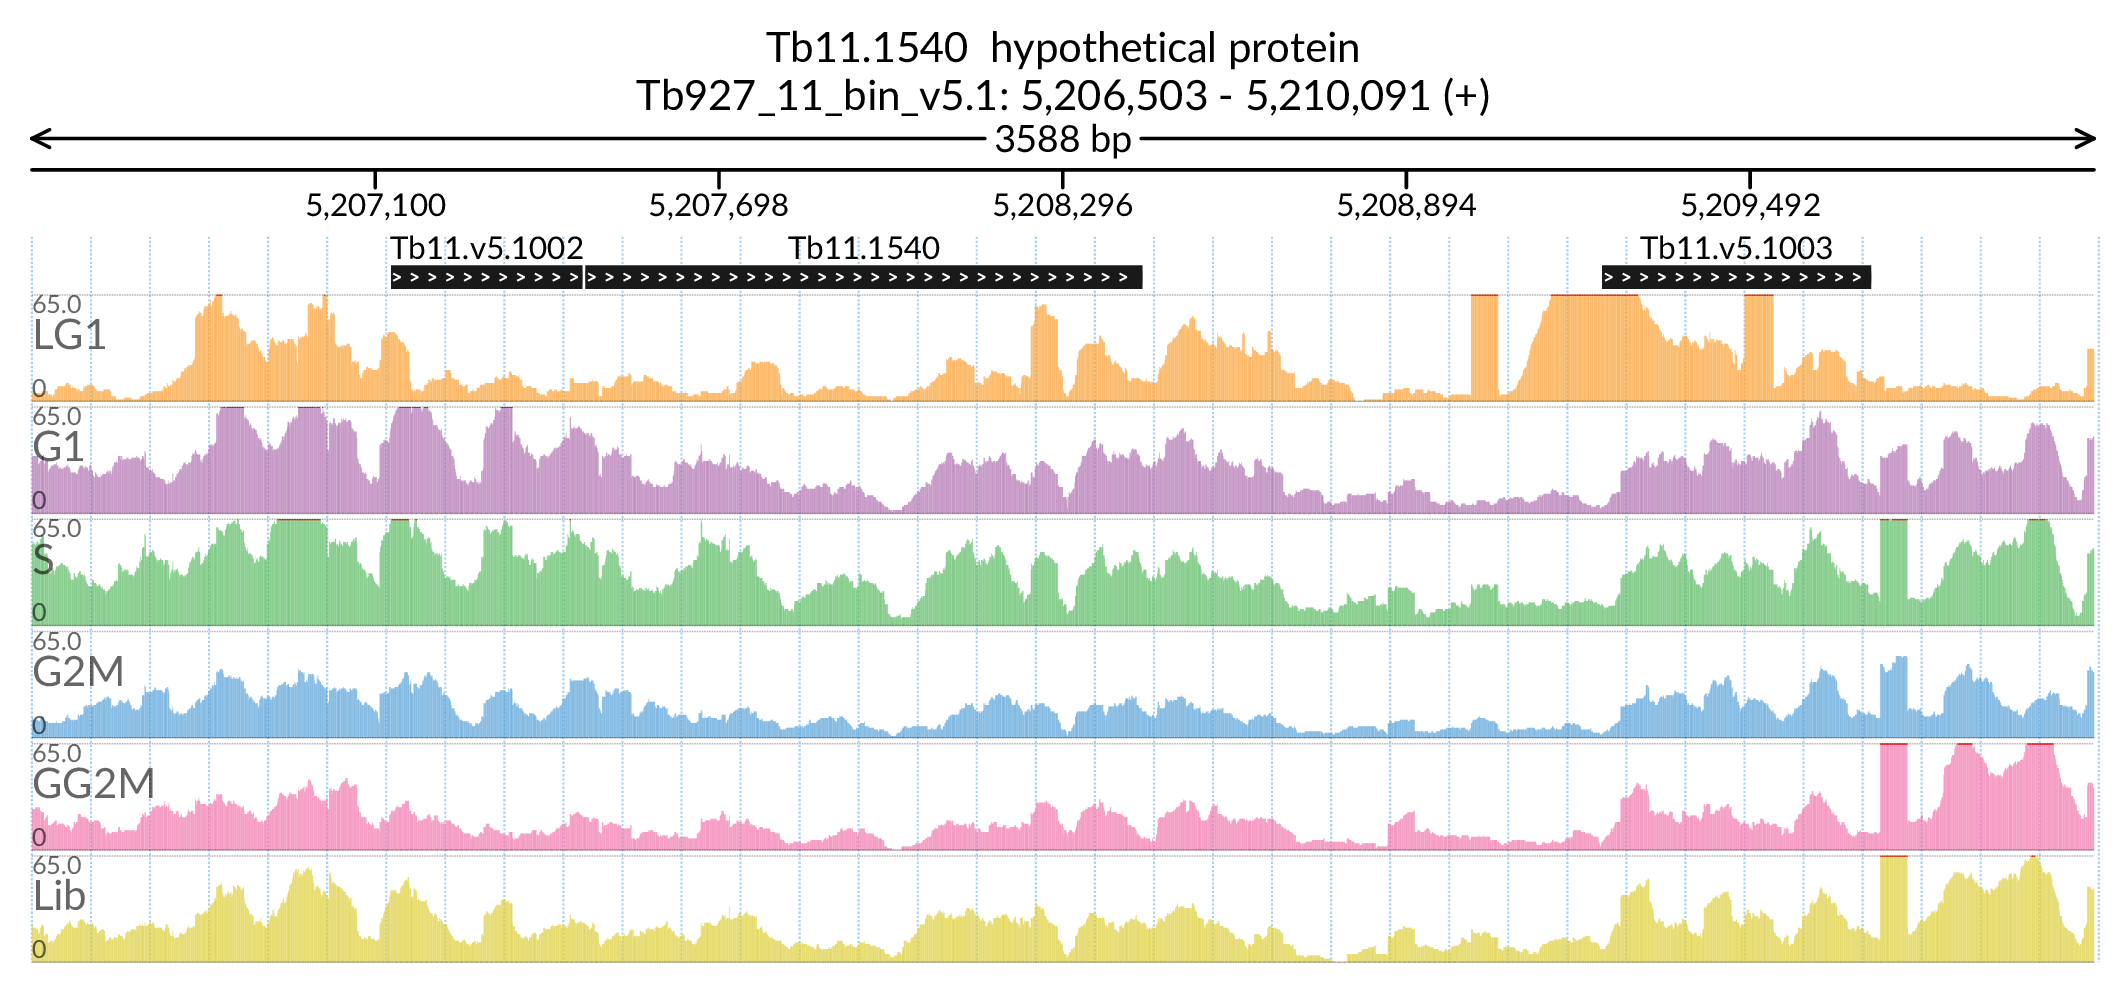 Tb11.1540 hypothetical protein
Tb927_11_bin_v5.1: 5,206,503 - 5,210,091 (+)
3588 bp
5,207,100 5,207,698 5,208,296 5,208,894 5,209,492
Tb11.v5.1002 Tb11.1540 Tb11.v5.1003
65.0
LG1
0
65.0
G1
0
65.0
S
0
65.0
G2M
0
65.0
GG2M
0
65.0
Lib
0